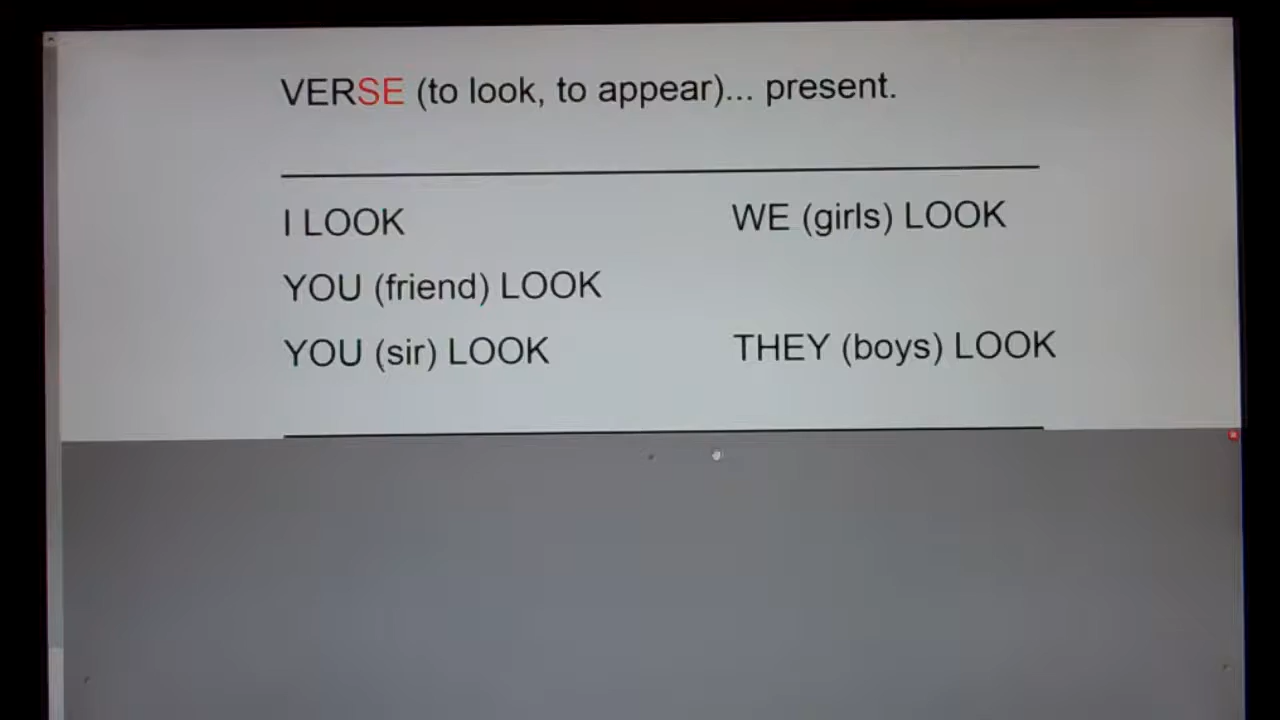 VERSE (to look, to appear)... present.
I LOOK
WE (girls) LOOK
YOU (friend) LOOK
YOU (sir) LOOK
THEY (boys) LOOK